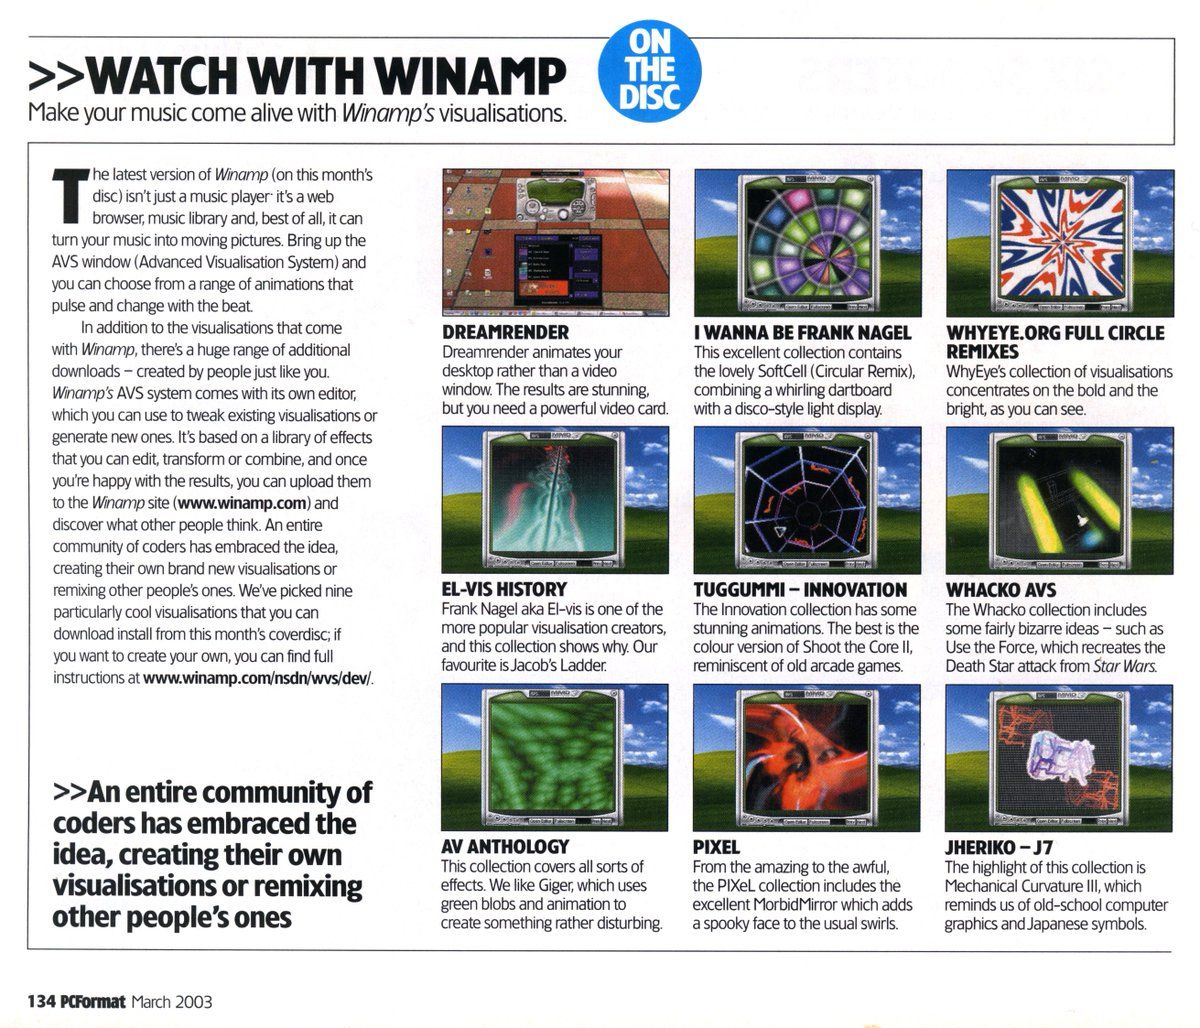 >>WATCH WITH WINAMP
Make your music come alive with Winamp's visualisations.
ON
THE
DISC
The latest version of Winamp (on this month's
disc) isn't just a music player it's a web
browser, music library and, best of all, it can
turn your music into moving pictures. Bring up the
AVS window (Advanced Visualisation System) and
you can choose from a range of animations that
pulse and change with the beat.
In addition to the visualisations that come
with Winamp, there's a huge range of additional
downloads – created by people just like you.
Winamp's AVS system comes with its own editor,
which you can use to tweak existing visualisations or
generate new ones. It's based on a library of effects
that you can edit, transform or combine, and once
you're happy with the results, you can upload them
to the Winamp site (www.winamp.com) and
discover what other people think. An entire
community of coders has embraced the idea,
creating their own brand new visualisations or
remixing other people's ones. We've picked nine
particularly cool visualisations that you can
download install from this month's coverdisc; if
you want to create your own, you can find full
instructions at www.winamp.com/nsdn/wvs/dev/.
>>An entire community of
coders has embraced the
idea, creating their own
visualisations or remixing
other people's ones
DREAMRENDER
Dreamrender animates your
desktop rather than a video
window. The results are stunning,
but you need a powerful video card.
I WANNA BE FRANK NAGEL
This excellent collection contains
the lovely SoftCell (Circular Remix),
combining a whirling dartboard
with a disco-style light display.
WHYEYE.ORG FULL CIRCLE
REMIXES
WhyEye's collection of visualisations
concentrates on the bold and the
bright, as you can see.
EL-VIS HISTORY
Frank Nagel aka El-vis is one of the
more popular visualisation creators,
and this collection shows why. Our
favourite is Jacob's Ladder.
TUGGUMMI – INNOVATION
The Innovation collection has some
stunning animations. The best is the
colour version of Shoot the Core II,
reminiscent of old arcade games.
WHACKO AVS
The Whacko collection includes
some fairly bizarre ideas – such as
Use the Force, which recreates the
Death Star attack from Star Wars.
AV ANTHOLOGY
This collection covers all sorts of
effects. We like Giger, which uses
green blobs and animation to
create something rather disturbing.
PIXEL
From the amazing to the awful,
the PIXeL collection includes the
excellent MorbidMirror which adds
a spooky face to the usual swirls.
JHERIKO – J7
The highlight of this collection is
Mechanical Curvature III, which
reminds us of old-school computer
graphics and Japanese symbols.
134 PCFormat March 2003